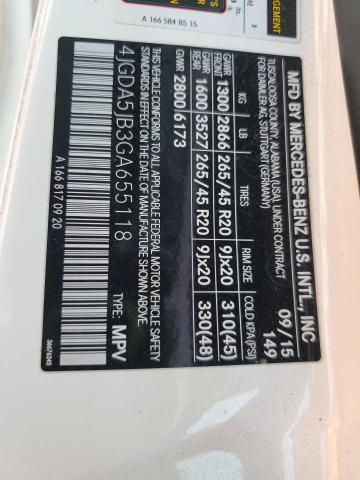 MFD BY MERCEDES-BENZ U.S. INTL., INC
TUSCALOOSA COUNTY, ALABAMA (USA), UNDER CONTRACT
FOR DAIMLER AG, STUTTGART (GERMANY)
09/15
149
KG LB TIRES RIM SIZE COLD KPA(PSI)
1300 2866 265/45 R20 9Jx20 310(45)
GAWR 1600 3527 265/45 R20 9Jx20 330(48)
GVWR 2800/6173
THIS VEHICLE CONFORMS TO ALL APPLICABLE FEDERAL MOTOR VEHICLE SAFETY
STANDARDS IN EFFECT ON THE DATE OF MANUFACTURE SHOWN ABOVE.
4JGDA5JB3GA655118 TYPE: MPV
A 166 817 09 20
36676245
A 166 584 85 15